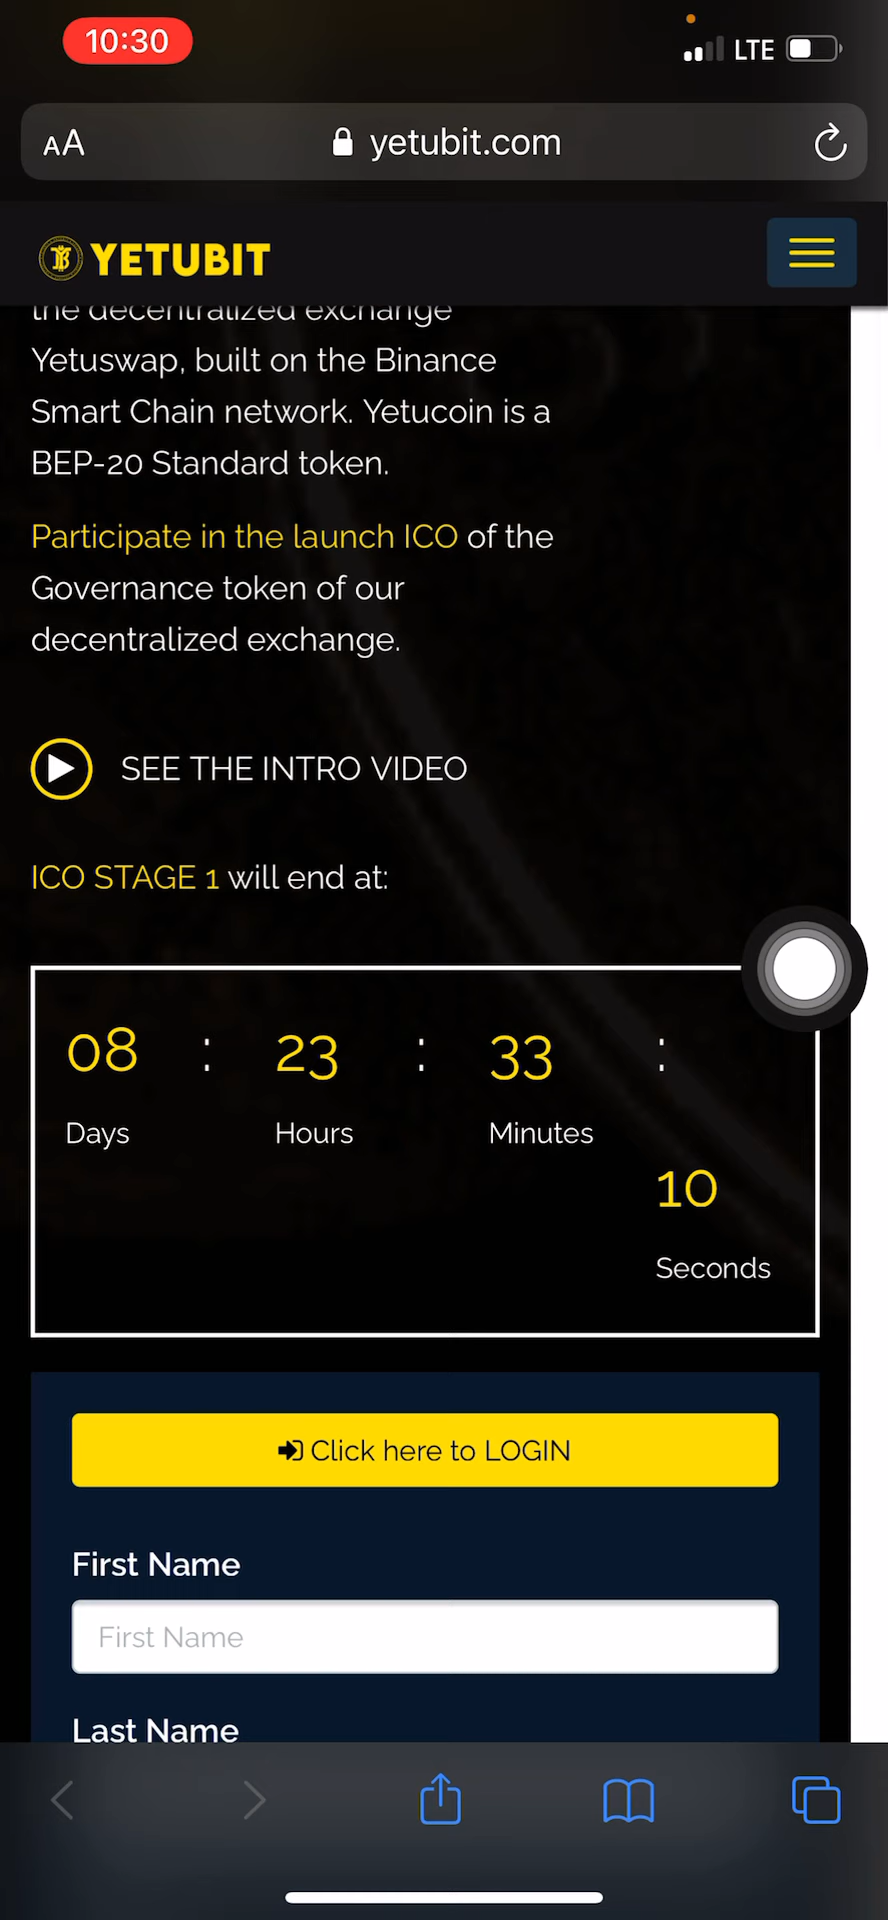 10:30
LTE
AA
yetubit.com
YETUBIT
the decentralized exchange
Yetuswap, built on the Binance
Smart Chain network. Yetucoin is a
BEP-20 Standard token.
Participate in the launch ICO of the
Governance token of our
decentralized exchange.
SEE THE INTRO VIDEO
ICO STAGE 1 will end at:
08 : 23 : 33 :
Days Hours Minutes
10
Seconds
Click here to LOGIN
First Name
First Name
Last Name